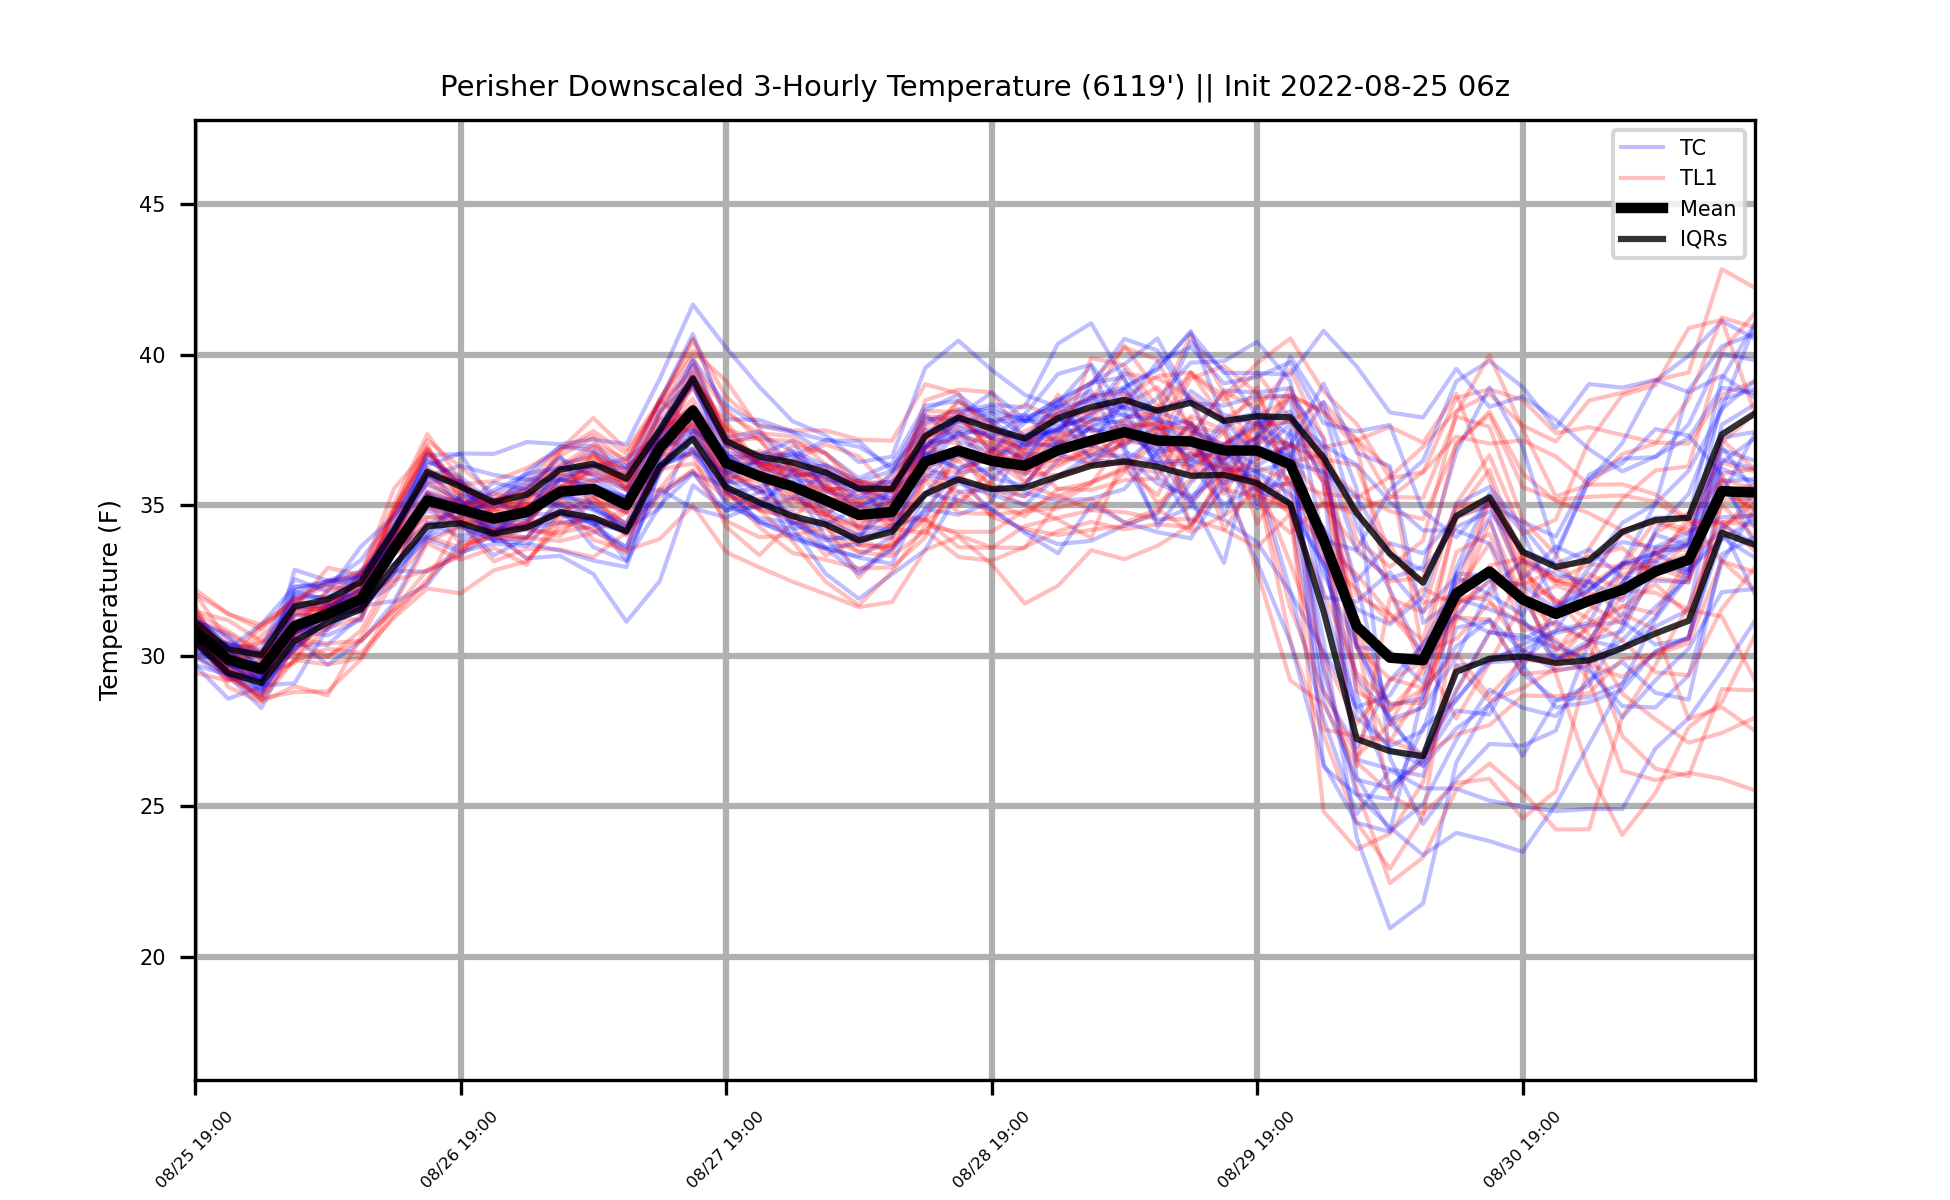 Perisher Downscaled 3-Hourly Temperature (6119') || Init 2022-08-25 06z
TC
TL1
Mean
IQRs
Temperature (F)
45
40
35
30
25
20
08/25 19:00
08/26 19:00
08/27 19:00
08/28 19:00
08/29 19:00
08/30 19:00